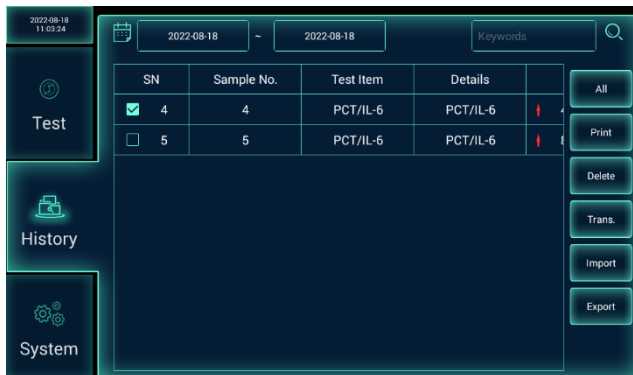 2022-08-18
11:03:24
2022-08-18 ~ 2022-08-18 Keywords
SN Sample No. Test Item Details
4 4 PCT/IL-6 PCT/IL-6
5 5 PCT/IL-6 PCT/IL-6
Test
History
System
All
Print
Delete
Trans.
Import
Export